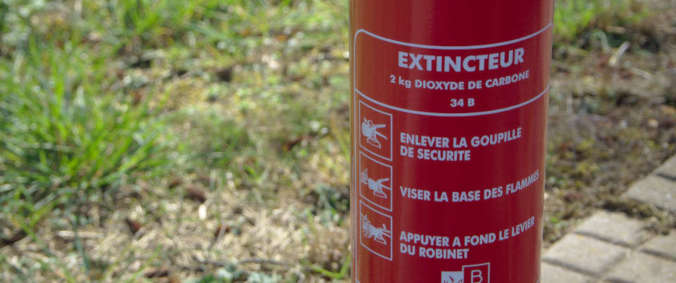 EXTINCTEUR
2 kg DIOXYDE DE CARBONE
34 B
ENLEVER LA GOUPILLE
DE SECURITE
VISER LA BASE DES FLAMMES
APPUYER A FOND LE LEVIER
DU ROBINET
B